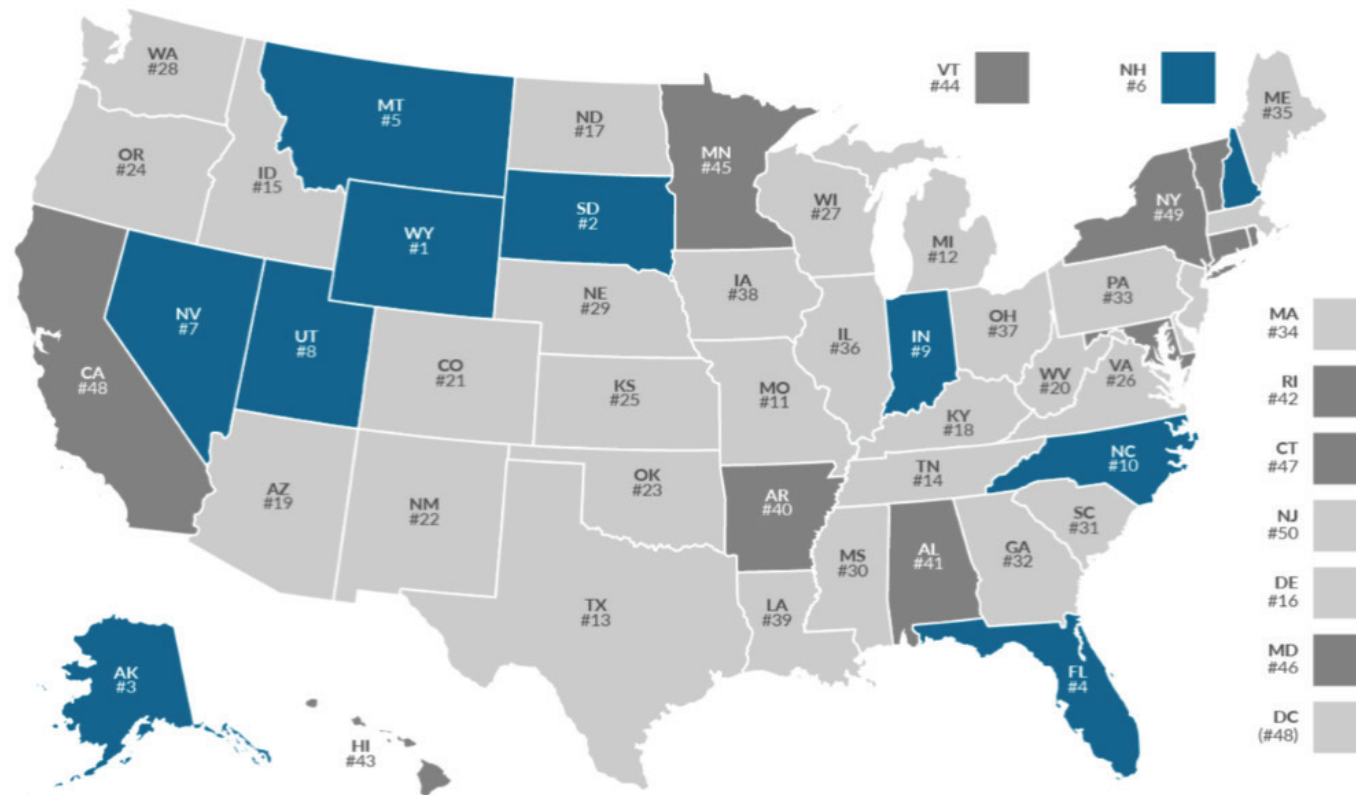 WA
#28
OR
#24
CA
#48
NV
#7
ID
#15
MT
#5
WY
#1
UT
#8
AZ
#19
CO
#21
NM
#22
ND
#17
SD
#2
NE
#29
KS
#25
OK
#23
TX
#13
MN
#45
IA
#38
MO
#11
AR
#40
LA
#39
WI
#27
IL
#36
MI
#12
IN
#9
OH
#37
KY
#18
TN
#14
MS
#30
AL
#41
GA
#32
FL
#4
SC
#31
NC
#10
VA
#26
WV
#20
PA
#33
NY
#49
ME
#35
VT
#44
NH
#6
MA
#34
RI
#42
CT
#47
NJ
#50
DE
#16
MD
#46
DC
(#48)
AK
#3
HI
#43